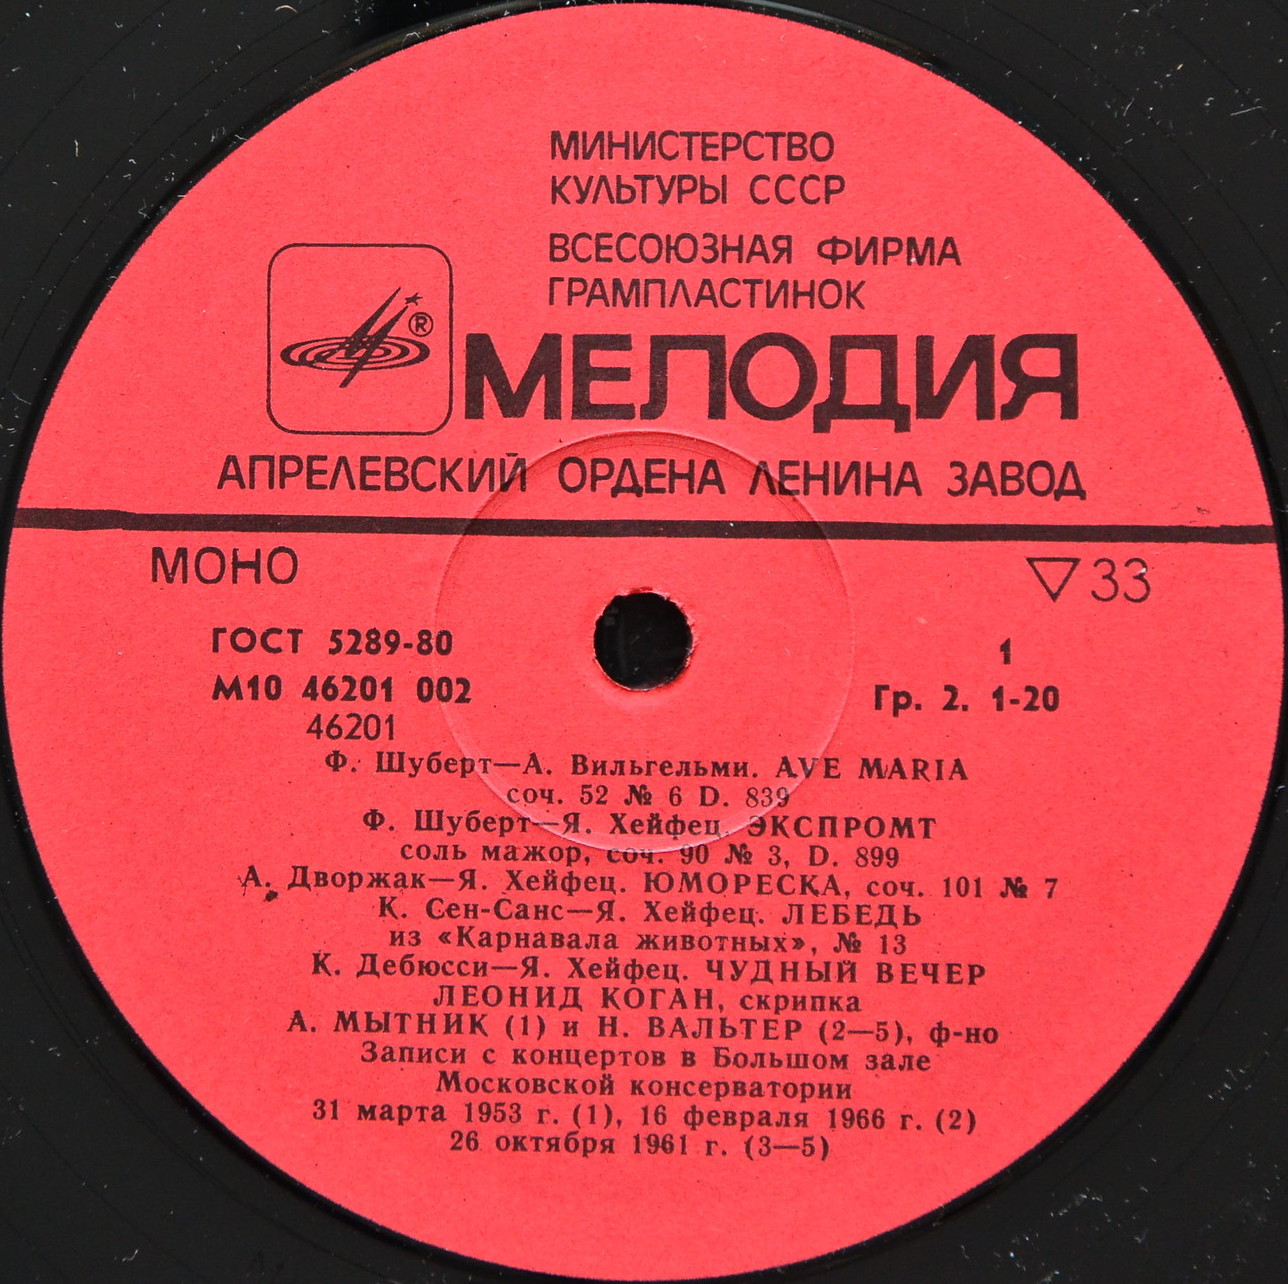 МИНИСТЕРСТВО
КУЛЬТУРЫ СССР
ВСЕСОЮЗНАЯ ФИРМА
ГРАМПЛАСТИНОК
®
МЕЛОДИЯ
АПРЕЛЕВСКИЙ ОРДЕНА ЛЕНИНА ЗАВОД
МОНО
▽33
ГОСТ 5289-80
1
М10 46201 002
Гр. 2. 1-20
46201
Ф. Шуберт—А. Вильгельми. AVE MARIA
соч. 52 № 6 D. 839
Ф. Шуберт—Я. Хейфец. ЭКСПРОМТ
соль мажор, соч. 90 № 3, D. 899
А. Дворжак—Я. Хейфец. ЮМОРЕСКА, соч. 101 № 7
К. Сен-Санс—Я. Хейфец. ЛЕБЕДЬ
из «Карнавала животных», № 13
К. Дебюсси—Я. Хейфец. ЧУДНЫЙ ВЕЧЕР
ЛЕОНИД КОГАН, скрипка
А. МЫТНИК (1) и Н. ВАЛЬТЕР (2—5), ф-но
Записи с концертов в Большом зале
Московской консерватории
31 марта 1953 г. (1), 16 февраля 1966 г. (2)
26 октября 1961 г. (3—5)